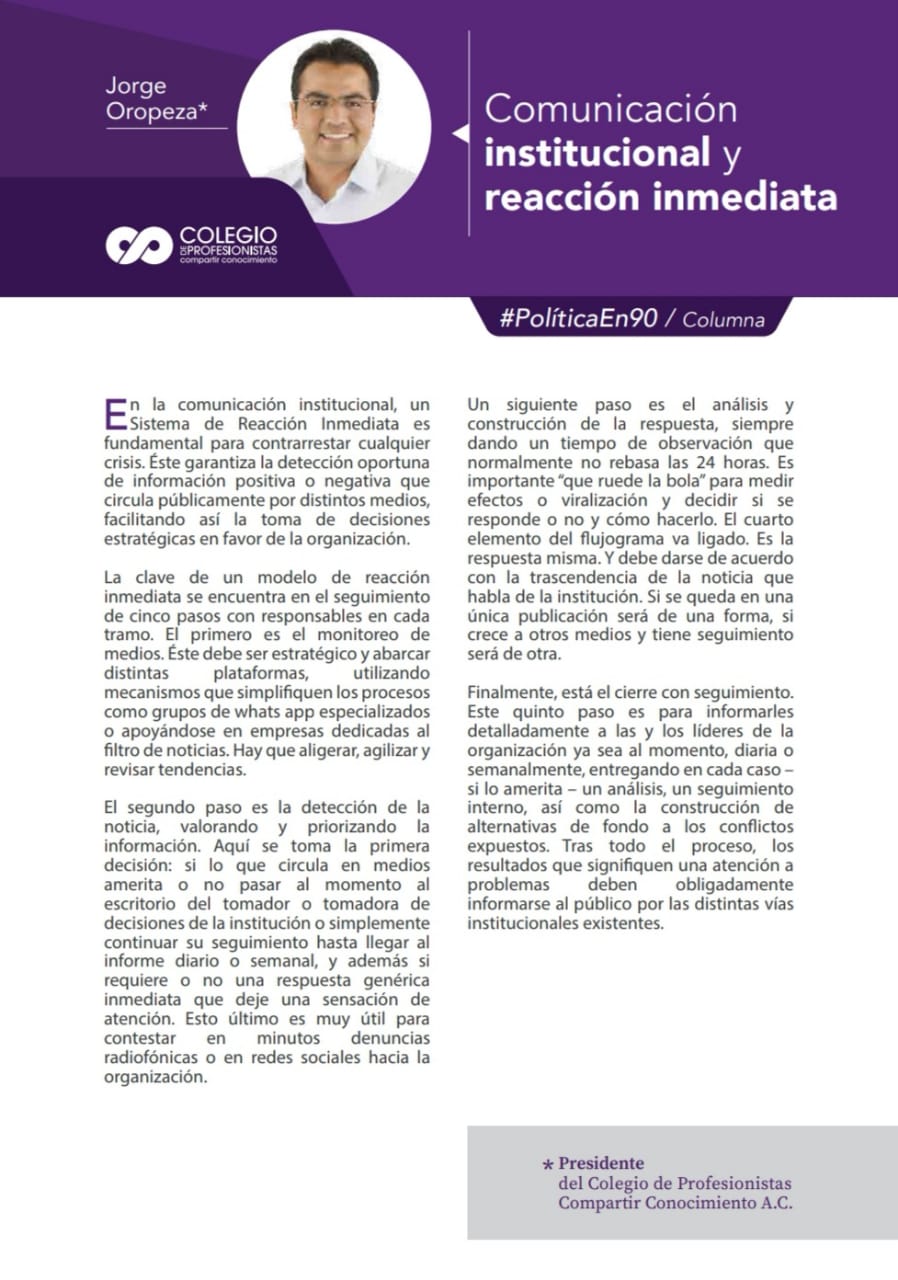 Jorge
Oropeza*
COLEGIO
DE PROFESIONISTAS
compartir conocimiento
Comunicación
institucional y
reacción inmediata
#PolíticaEn90 / Columna
En la comunicación institucional, un
Sistema de Reacción Inmediata es
fundamental para contrarrestar cualquier
crisis. Éste garantiza la detección oportuna
de información positiva o negativa que
circula públicamente por distintos medios,
facilitando así la toma de decisiones
estratégicas en favor de la organización.
La clave de un modelo de reacción
inmediata se encuentra en el seguimiento
de cinco pasos con responsables en cada
tramo. El primero es el monitoreo de
medios. Éste debe ser estratégico y abarcar
distintas plataformas, utilizando
mecanismos que simplifiquen los procesos
como grupos de whats app especializados
o apoyándose en empresas dedicadas al
filtro de noticias. Hay que aligerar, agilizar y
revisar tendencias.
El segundo paso es la detección de la
noticia, valorando y priorizando la
información. Aquí se toma la primera
decisión: si lo que circula en medios
amerita o no pasar al momento al
escritorio del tomador o tomadora de
decisiones de la institución o simplemente
continuar su seguimiento hasta llegar al
informe diario o semanal, y además si
requiere o no una respuesta genérica
inmediata que deje una sensación de
atención. Esto último es muy útil para
contestar en minutos denuncias
radiofónicas o en redes sociales hacia la
organización.
Un siguiente paso es el análisis y
construcción de la respuesta, siempre
dando un tiempo de observación que
normalmente no rebasa las 24 horas. Es
importante “que ruede la bola” para medir
efectos o viralización y decidir si se
responde o no y cómo hacerlo. El cuarto
elemento del flujograma va ligado. Es la
respuesta misma. Y debe darse de acuerdo
con la trascendencia de la noticia que
habla de la institución. Si se queda en una
única publicación será de una forma, si
crece a otros medios y tiene seguimiento
será de otra.
Finalmente, está el cierre con seguimiento.
Este quinto paso es para informarles
detalladamente a las y los líderes de la
organización ya sea al momento, diaria o
semanalmente, entregando en cada caso –
si lo amerita – un análisis, un seguimiento
interno, así como la construcción de
alternativas de fondo a los conflictos
expuestos. Tras todo el proceso, los
resultados que signifiquen una atención a
problemas deben obligadamente
informarse al público por las distintas vías
institucionales existentes.
* Presidente
del Colegio de Profesionistas
Compartir Conocimiento A.C.